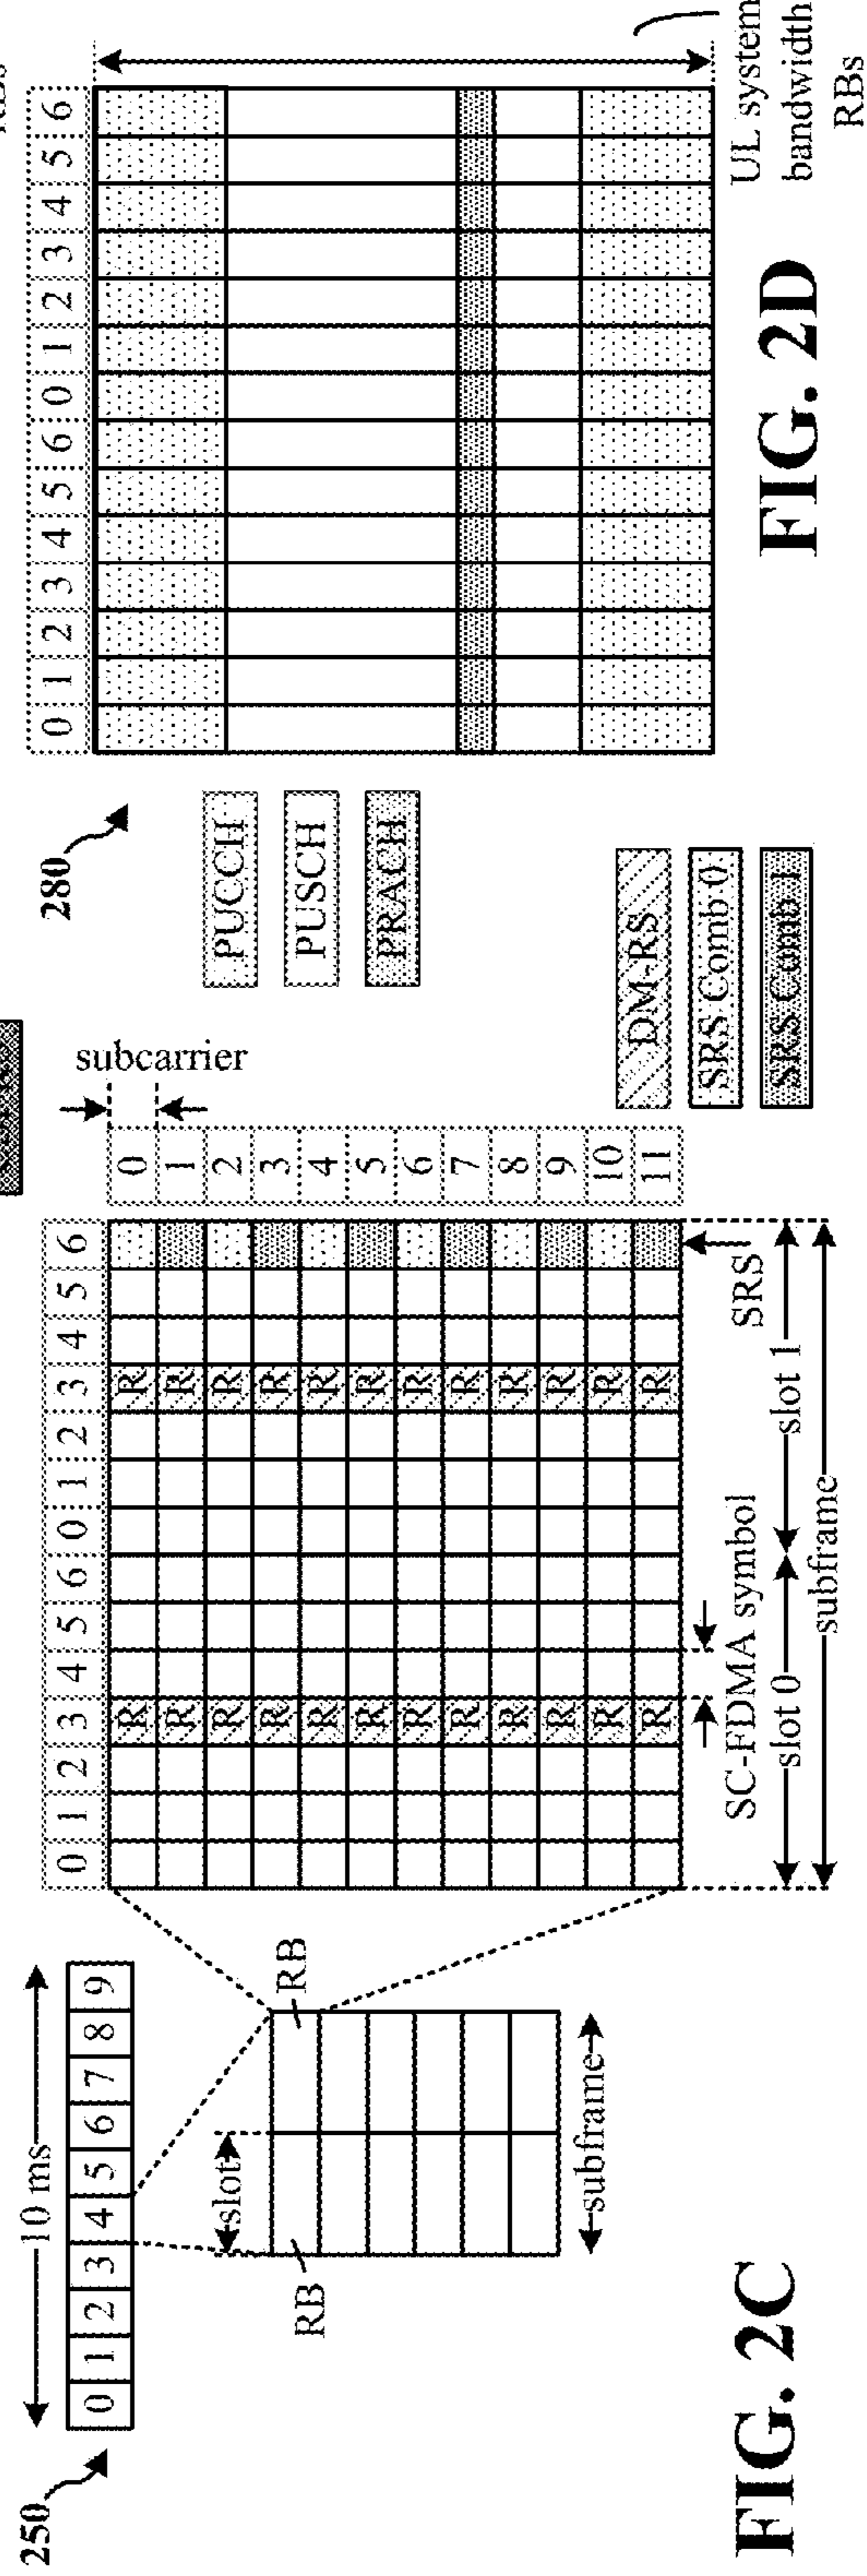 250
10 ms
0 1 2 3 4 5 6 7 8 9
slot
RB
RB
subframe
FIG. 2C
0 1 2 3 4 5 6 0 1 2 3 4 5 6
subcarrier
R R 0
R R 1
R R 2
R R 3
R R 4
R R 5
R R 6
R R 7
R R 8
R R 9
R R 10
R R 11
SC-FDMA symbol
SRS
slot 0
slot 1
subframe
DM-RS
SRS Comb 0
SRS Comb 1
280
PUCCH
PUSCH
PRACH
0 1 2 3 4 5 6 0 1 2 3 4 5 6
UL system
bandwidth
RBs
FIG. 2D